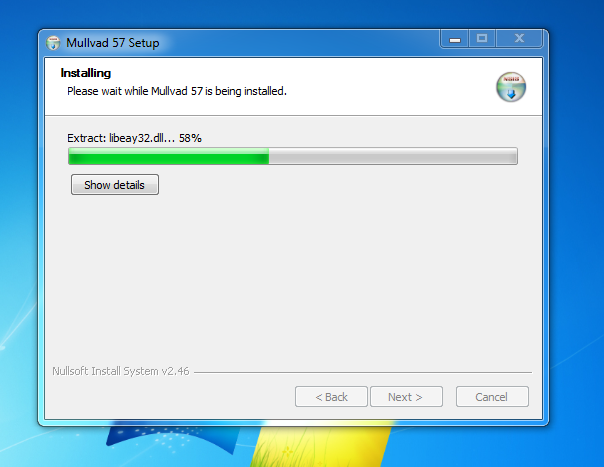 Mullvad 57 Setup
Installing
Please wait while Mullvad 57 is being installed.
Extract: libeay32.dll... 58%
Show details
Nullsoft Install System v2.46
< Back
Next >
Cancel